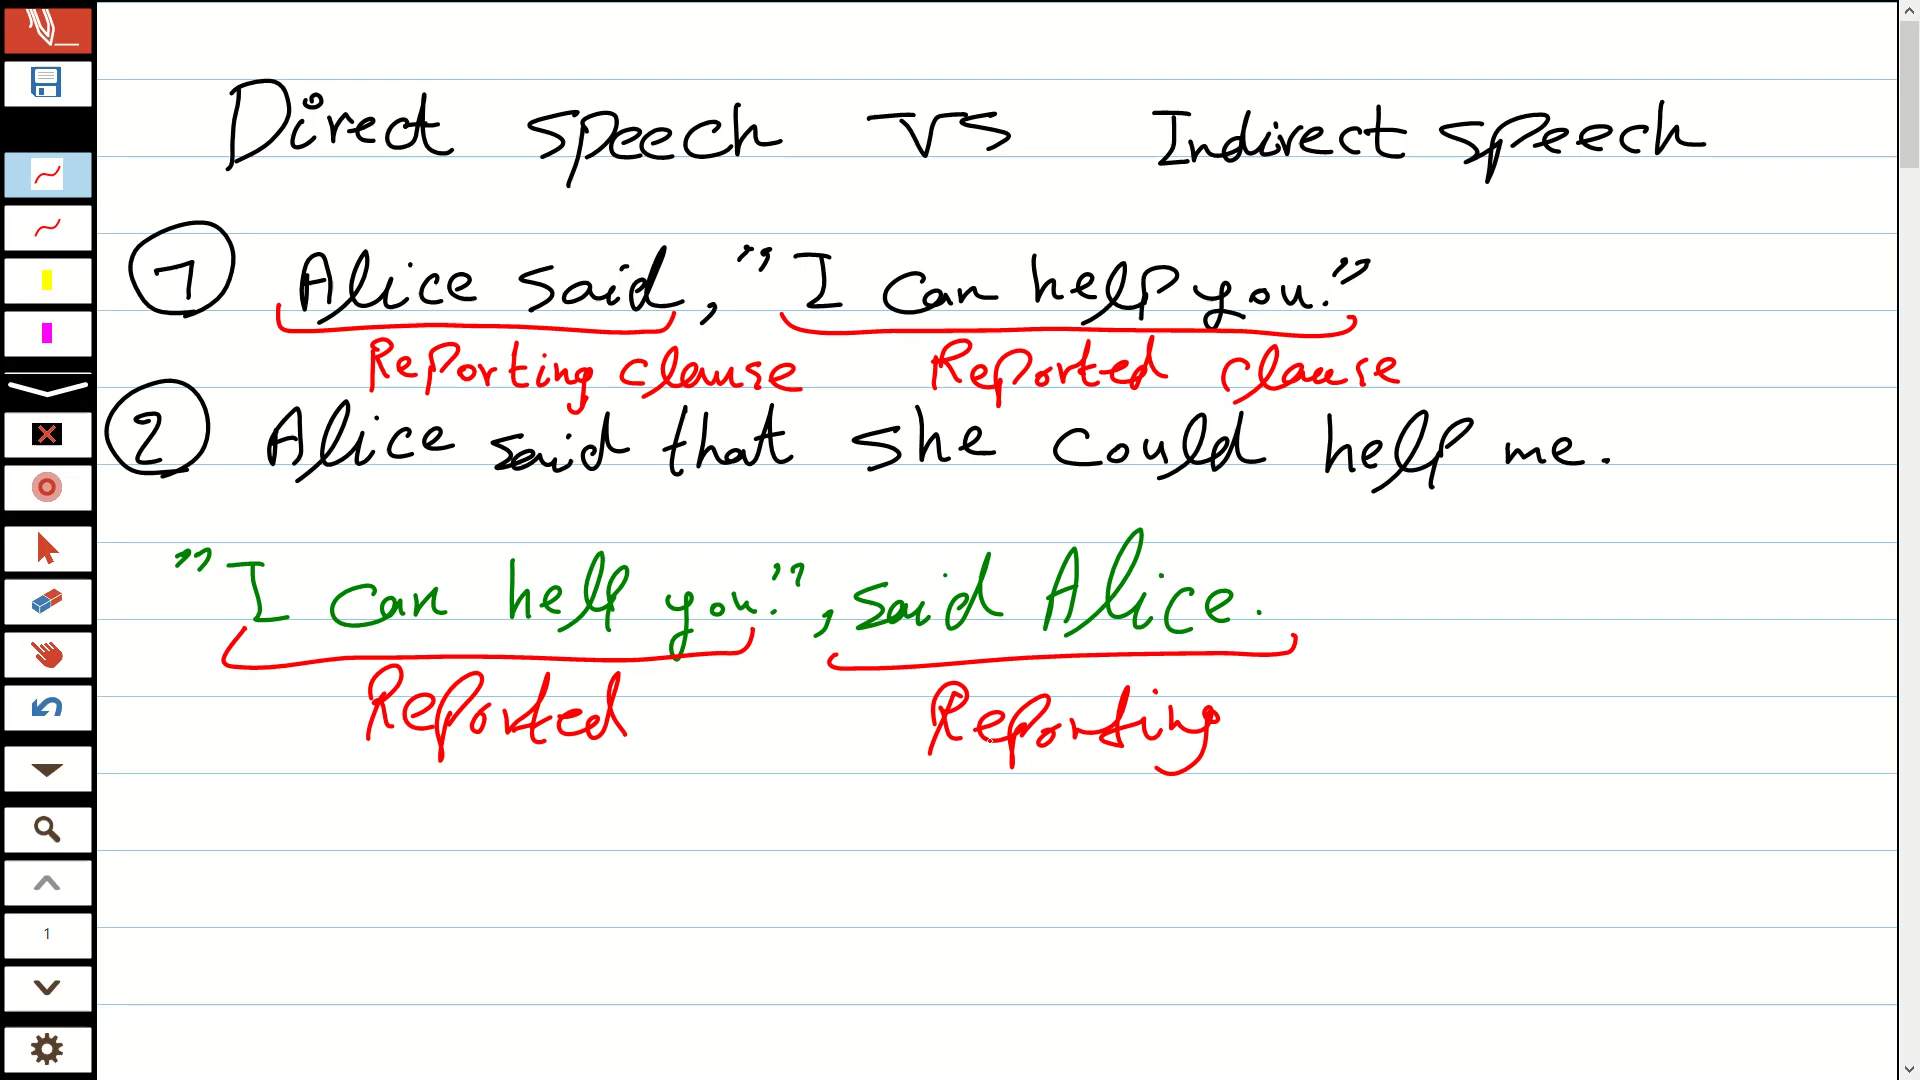 Direct speech vs Indirect speech
① Alice said, "I can help you."
Reporting clause Reported clause
② Alice said that she could help me.
"I can help you.", said Alice.
Reported Reporting
1